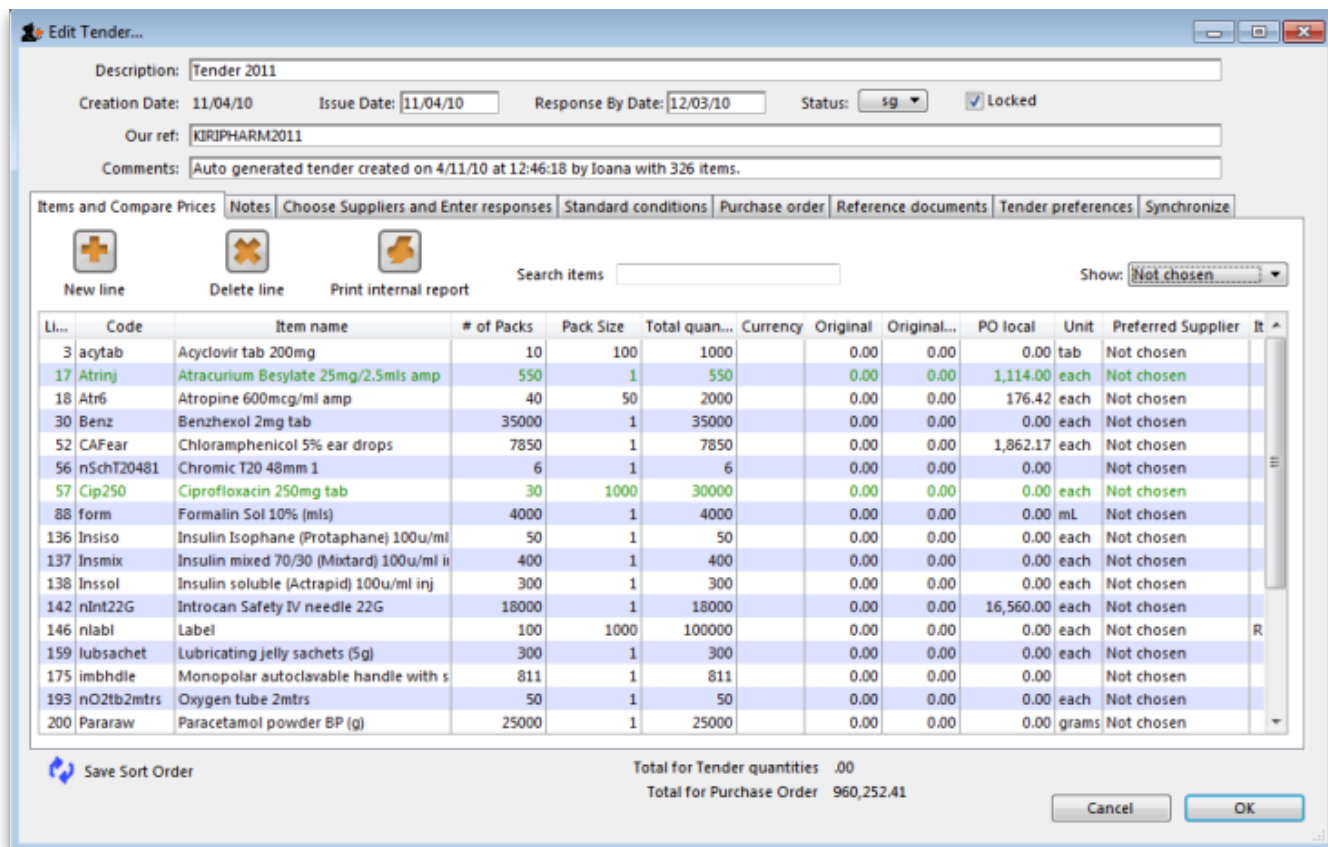 Edit Tender...
Description: Tender 2011
Creation Date: 11/04/10 Issue Date: 11/04/10 Response By Date: 12/03/10 Status: sg Locked
Our ref: KIRIPHARM2011
Comments: Auto generated tender created on 4/11/10 at 12:46:18 by Ioana with 326 items.
Items and Compare Prices Notes Choose Suppliers and Enter responses Standard conditions Purchase order Reference documents Tender preferences Synchronize
Search items Show: Not chosen
New line Delete line Print internal report
Li... Code Item name # of Packs Pack Size Total quan... Currency Original Original... PO local Unit Preferred Supplier It
3 acytab Acyclovir tab 200mg 10 100 1000 0.00 0.00 0.00 tab Not chosen
17 Atrinj Atracurium Besylate 25mg/2.5mls amp 550 1 550 0.00 0.00 1,114.00 each Not chosen
18 Atr6 Atropine 600mcg/ml amp 40 50 2000 0.00 0.00 176.42 each Not chosen
30 Benz Benzhexol 2mg tab 35000 1 35000 0.00 0.00 0.00 each Not chosen
52 CAFear Chloramphenicol 5% ear drops 7850 1 7850 0.00 0.00 1,862.17 each Not chosen
56 nSchT20481 Chromic T20 48mm 1 6 1 6 0.00 0.00 0.00 Not chosen
57 Cip250 Ciprofloxacin 250mg tab 30 1000 30000 0.00 0.00 0.00 each Not chosen
88 form Formalin Sol 10% (mls) 4000 1 4000 0.00 0.00 0.00 mL Not chosen
136 Insiso Insulin Isophane (Protaphane) 100u/ml 50 1 50 0.00 0.00 0.00 each Not chosen
137 Insmix Insulin mixed 70/30 (Mixtard) 100u/ml i 400 1 400 0.00 0.00 0.00 each Not chosen
138 Inssol Insulin soluble (Actrapid) 100u/ml inj 300 1 300 0.00 0.00 0.00 each Not chosen
142 nInt22G Introcan Safety IV needle 22G 18000 1 18000 0.00 0.00 16,560.00 each Not chosen
146 nlabl Label 100 1000 100000 0.00 0.00 0.00 each Not chosen R
159 lubsachet Lubricating jelly sachets (5g) 300 1 300 0.00 0.00 0.00 each Not chosen
175 imbhdle Monopolar autoclavable handle with s 811 1 811 0.00 0.00 0.00 Not chosen
193 nO2tb2mtrs Oxygen tube 2mtrs 50 1 50 0.00 0.00 0.00 each Not chosen
200 Pararaw Paracetamol powder BP (g) 25000 1 25000 0.00 0.00 0.00 grams Not chosen
Save Sort Order Total for Tender quantities .00
Total for Purchase Order 960,252.41
Cancel OK